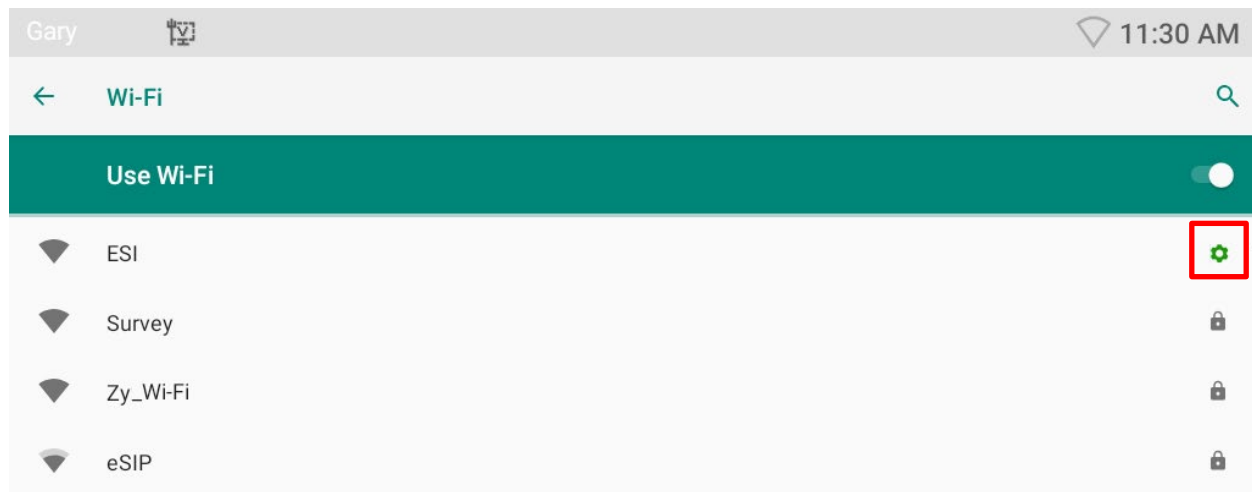 Gary 11:30 AM
Wi-Fi
Use Wi-Fi
ESI
Survey
Zy_Wi-Fi
eSIP